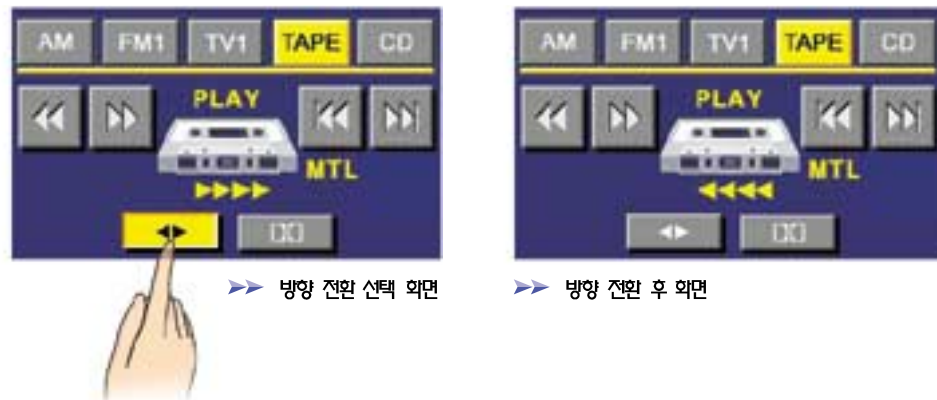 AM FM1 TV1 TAPE CD
PLAY
MTL
▶▶ 방향 전환 선택 화면
AM FM1 TV1 TAPE CD
PLAY
MTL
▶▶ 방향 전환 후 화면